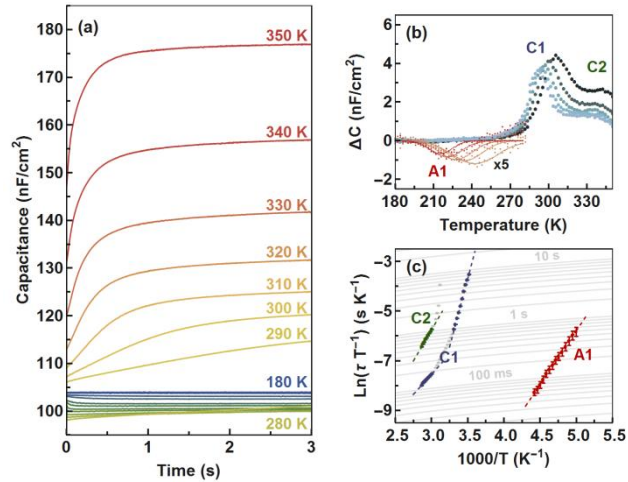 (a)
Capacitance (nF/cm²)
180
170
160
150
140
130
120
110
100
350 K
340 K
330 K
320 K
310 K
300 K
290 K
180 K
280 K
0
1
2
3
Time (s)
(b)
ΔC (nF/cm²)
6
4
2
0
−2
C1
C2
A1
x5
180
210
240
270
300
330
Temperature (K)
(c)
Ln(τ T⁻¹) (s K⁻¹)
-3
-5
-7
-9
10 s
1 s
100 ms
C2
C1
A1
2.5
3.0
3.5
4.0
4.5
5.0
5.5
1000/T (K⁻¹)